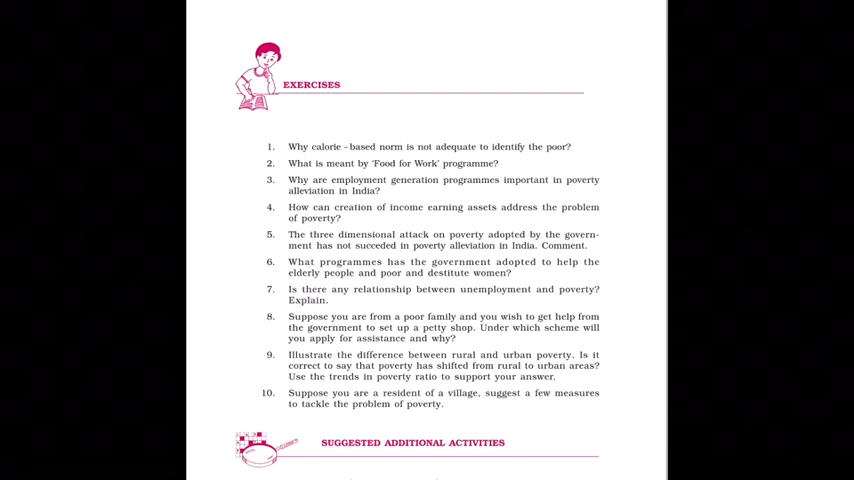 EXERCISES
1. Why calorie - based norm is not adequate to identify the poor?
2. What is meant by ‘Food for Work’ programme?
3. Why are employment generation programmes important in poverty
alleviation in India?
4. How can creation of income earning assets address the problem
of poverty?
5. The three dimensional attack on poverty adopted by the govern-
ment has not succeded in poverty alleviation in India. Comment.
6. What programmes has the government adopted to help the
elderly people and poor and destitute women?
7. Is there any relationship between unemployment and poverty?
Explain.
8. Suppose you are from a poor family and you wish to get help from
the government to set up a petty shop. Under which scheme will
you apply for assistance and why?
9. Illustrate the difference between rural and urban poverty. Is it
correct to say that poverty has shifted from rural to urban areas?
Use the trends in poverty ratio to support your answer.
10. Suppose you are a resident of a village, suggest a few measures
to tackle the problem of poverty.
SUGGESTED ADDITIONAL ACTIVITIES